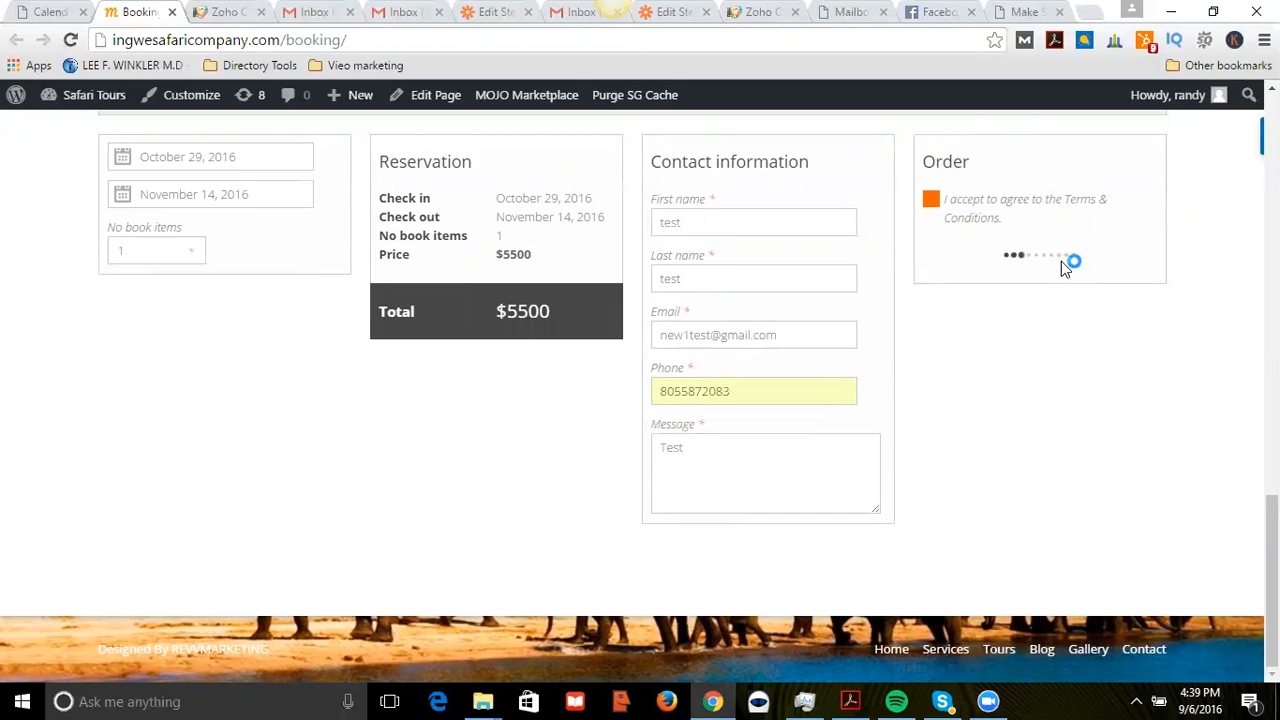 Calend
Booking
Zoho C
Inbox (
Inbox (
Edit Ste
Inbox
Edit Ste
Zoho C
Mailbo
Facebo
Make S
ingwesafaricompany.com/booking/
9
Apps
LEE F. WINKLER M.D
Directory Tools
Vieo marketing
Other bookmarks
Safari Tours
Customize
8
0
New
Edit Page
MOJO Marketplace
Purge SG Cache
Howdy, randy
October 29, 2016
November 14, 2016
No book items
1
Reservation
Check in October 29, 2016
Check out November 14, 2016
No book items 1
Price $5500
Total $5500
Contact information
First name *
test
Last name *
test
Email *
new1test@gmail.com
Phone *
8055872083
Message *
Test
Order
I accept to agree to the Terms &
Conditions.
Designed By REVVMARKETING
Home Services Tours Blog Gallery Contact
Ask me anything
4:39 PM
9/6/2016